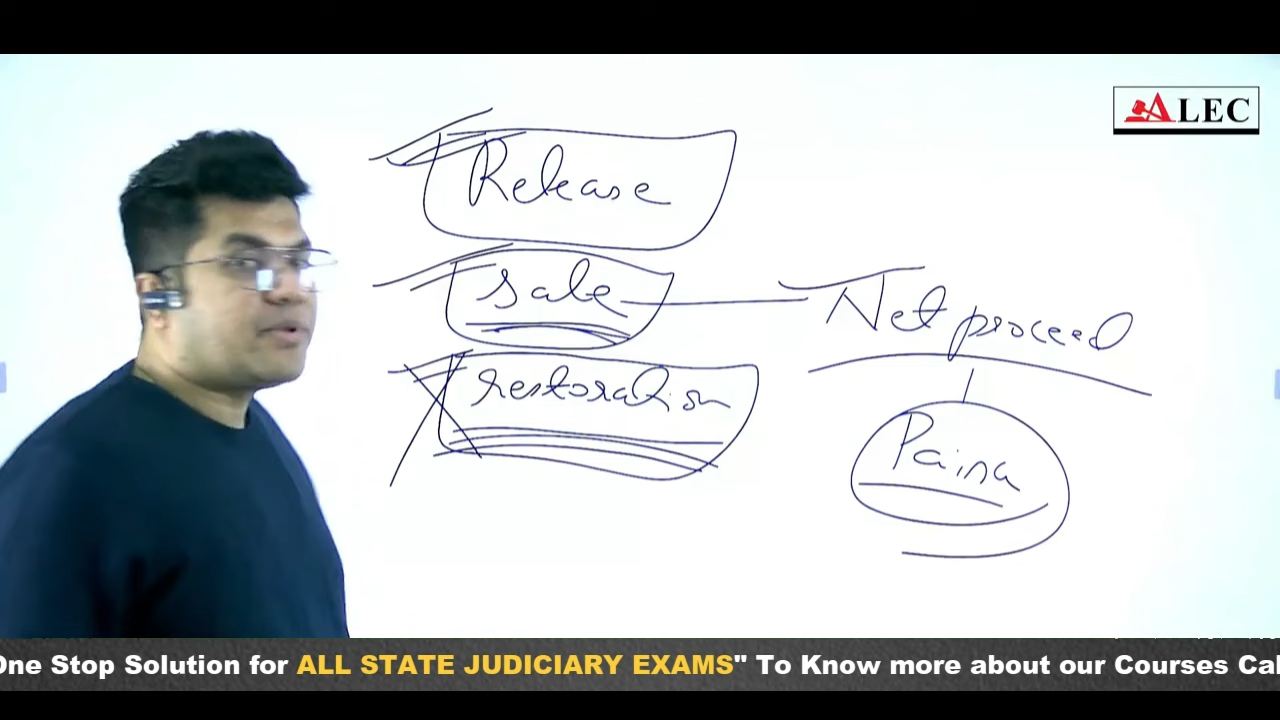 ALEC
Release
sale
Net proceed
restoration
Paisa
One Stop Solution for ALL STATE JUDICIARY EXAMS" To Know more about our Courses Cal